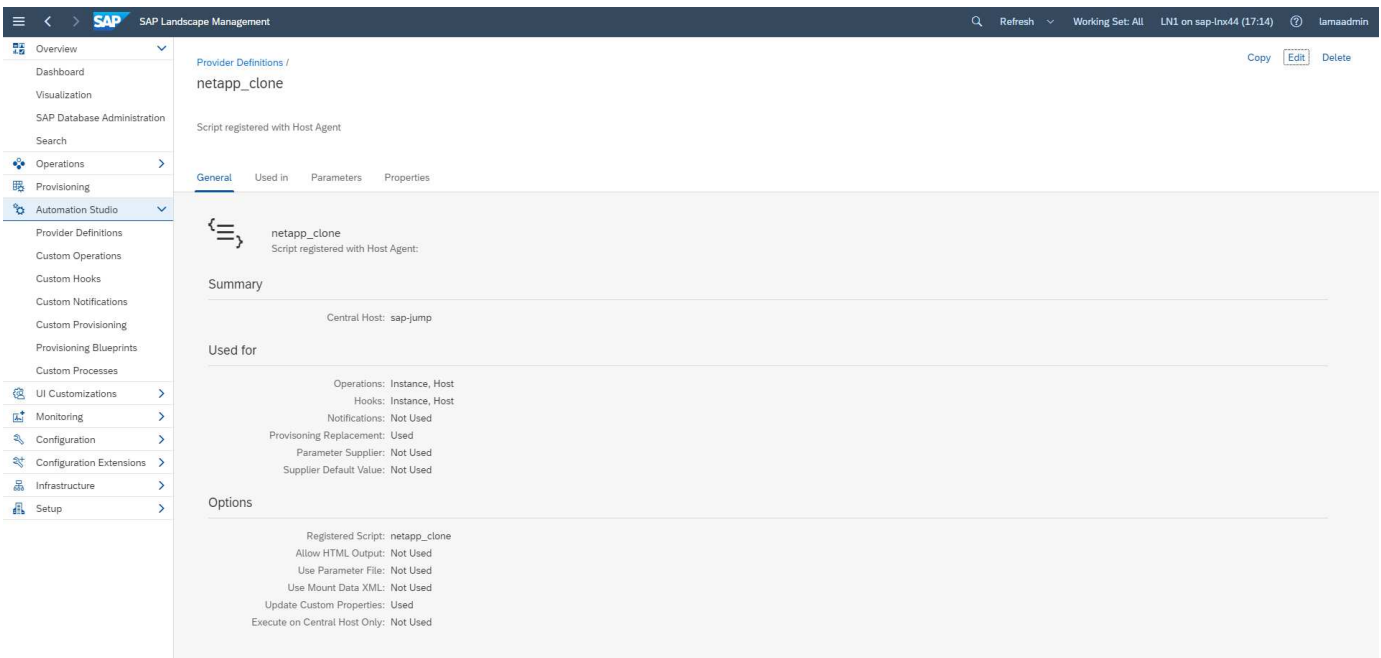 SAP SAP Landscape Management Refresh Working Set: All LN1 on sap-lnx44 (17:14) lamaadmin
Overview
Dashboard
Visualization
SAP Database Administration
Search
Operations
Provisioning
Automation Studio
Provider Definitions
Custom Operations
Custom Hooks
Custom Notifications
Custom Provisioning
Provisioning Blueprints
Custom Processes
UI Customizations
Monitoring
Configuration
Configuration Extensions
Infrastructure
Setup
Provider Definitions /
Copy Edit Delete
netapp_clone
Script registered with Host Agent
General Used in Parameters Properties
netapp_clone
Script registered with Host Agent:
Summary
Central Host: sap-jump
Used for
Operations: Instance, Host
Hooks: Instance, Host
Notifications: Not Used
Provisoning Replacement: Used
Parameter Supplier: Not Used
Supplier Default Value: Not Used
Options
Registered Script: netapp_clone
Allow HTML Output: Not Used
Use Parameter File: Not Used
Use Mount Data XML: Not Used
Update Custom Properties: Used
Execute on Central Host Only: Not Used